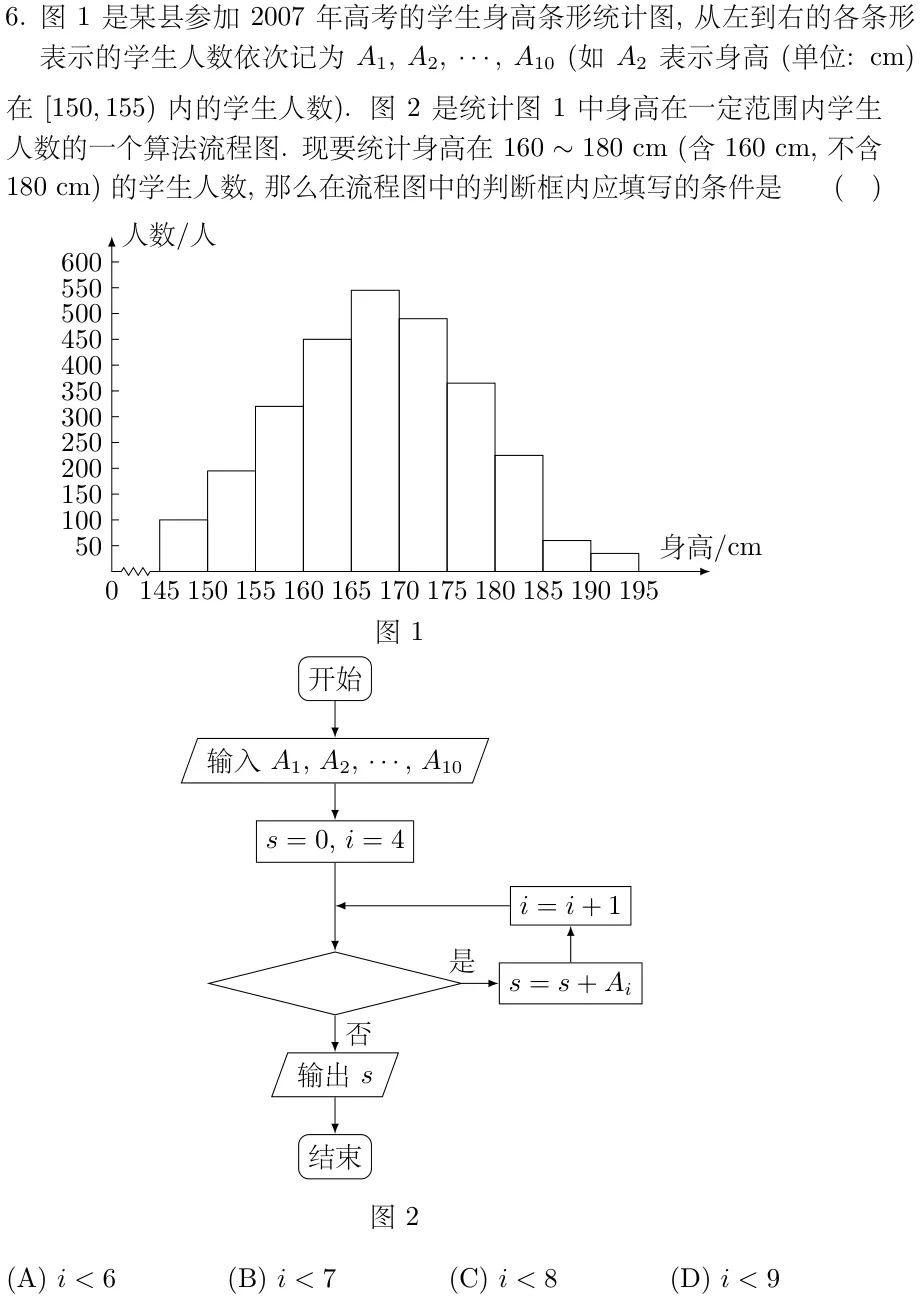 6. 图 1 是某县参加 2007 年高考的学生身高条形统计图, 从左到右的各条形
表示的学生人数依次记为 A₁, A₂, ⋯, A₁₀ (如 A₂ 表示身高 (单位: cm)
在 [150, 155) 内的学生人数). 图 2 是统计图 1 中身高在一定范围内学生
人数的一个算法流程图. 现要统计身高在 160 ∼ 180 cm (含 160 cm, 不含
180 cm) 的学生人数, 那么在流程图中的判断框内应填写的条件是 ( )
人数/人
600
550
500
450
400
350
300
250
200
150
100
50
身高/cm
0 145 150 155 160 165 170 175 180 185 190 195
图 1
开始
输入 A₁, A₂, ⋯, A₁₀
s = 0, i = 4
i = i + 1
是
s = s + Aᵢ
否
输出 s
结束
图 2
(A) i < 6 (B) i < 7 (C) i < 8 (D) i < 9